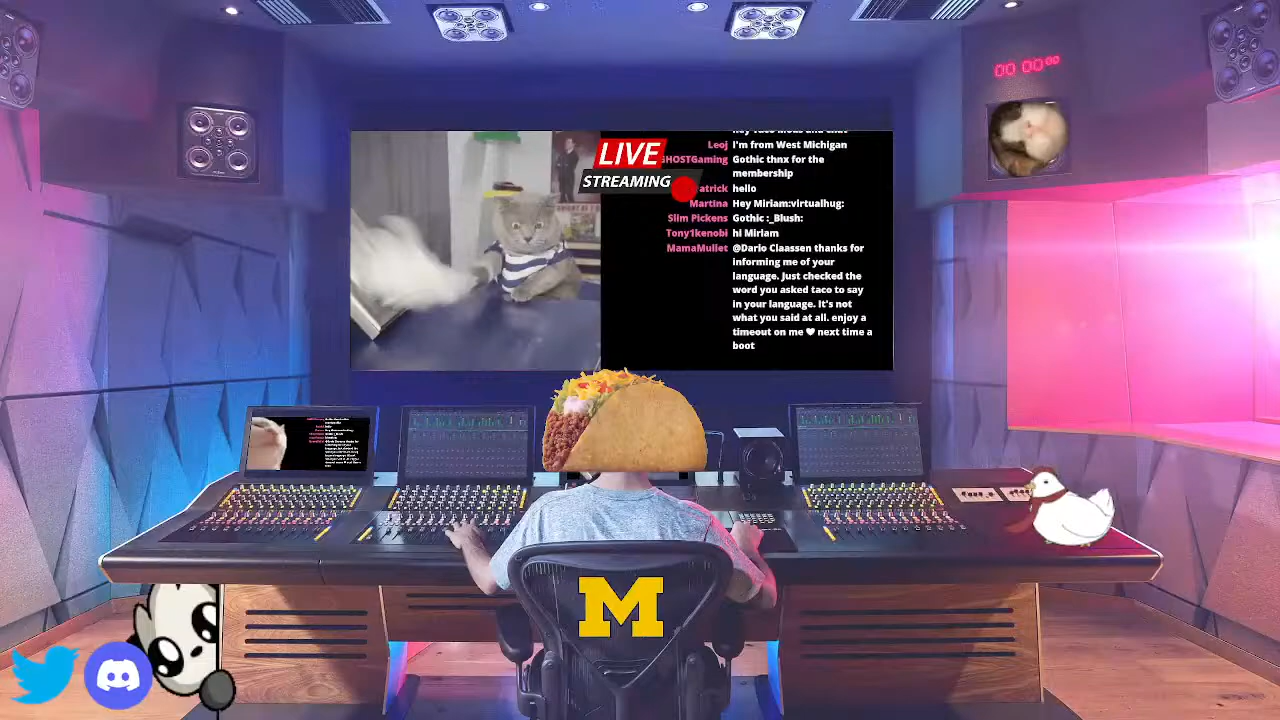 00 00 00
LIVE
STREAMING
Leoj I'm from West Michigan
HOSTGaming Gothic thnx for the
membership
atrick hello
Martina Hey Miriam:virtualhug:
Slim Pickens Gothic :_Blush:
Tony1kenobi hi Miriam
MamaMullet @Dario Claassen thanks for
informing me of your
language. Just checked the
word you asked taco to say
in your language. It's not
what you said at all. enjoy a
timeout on me ❤ next time a
boot
M